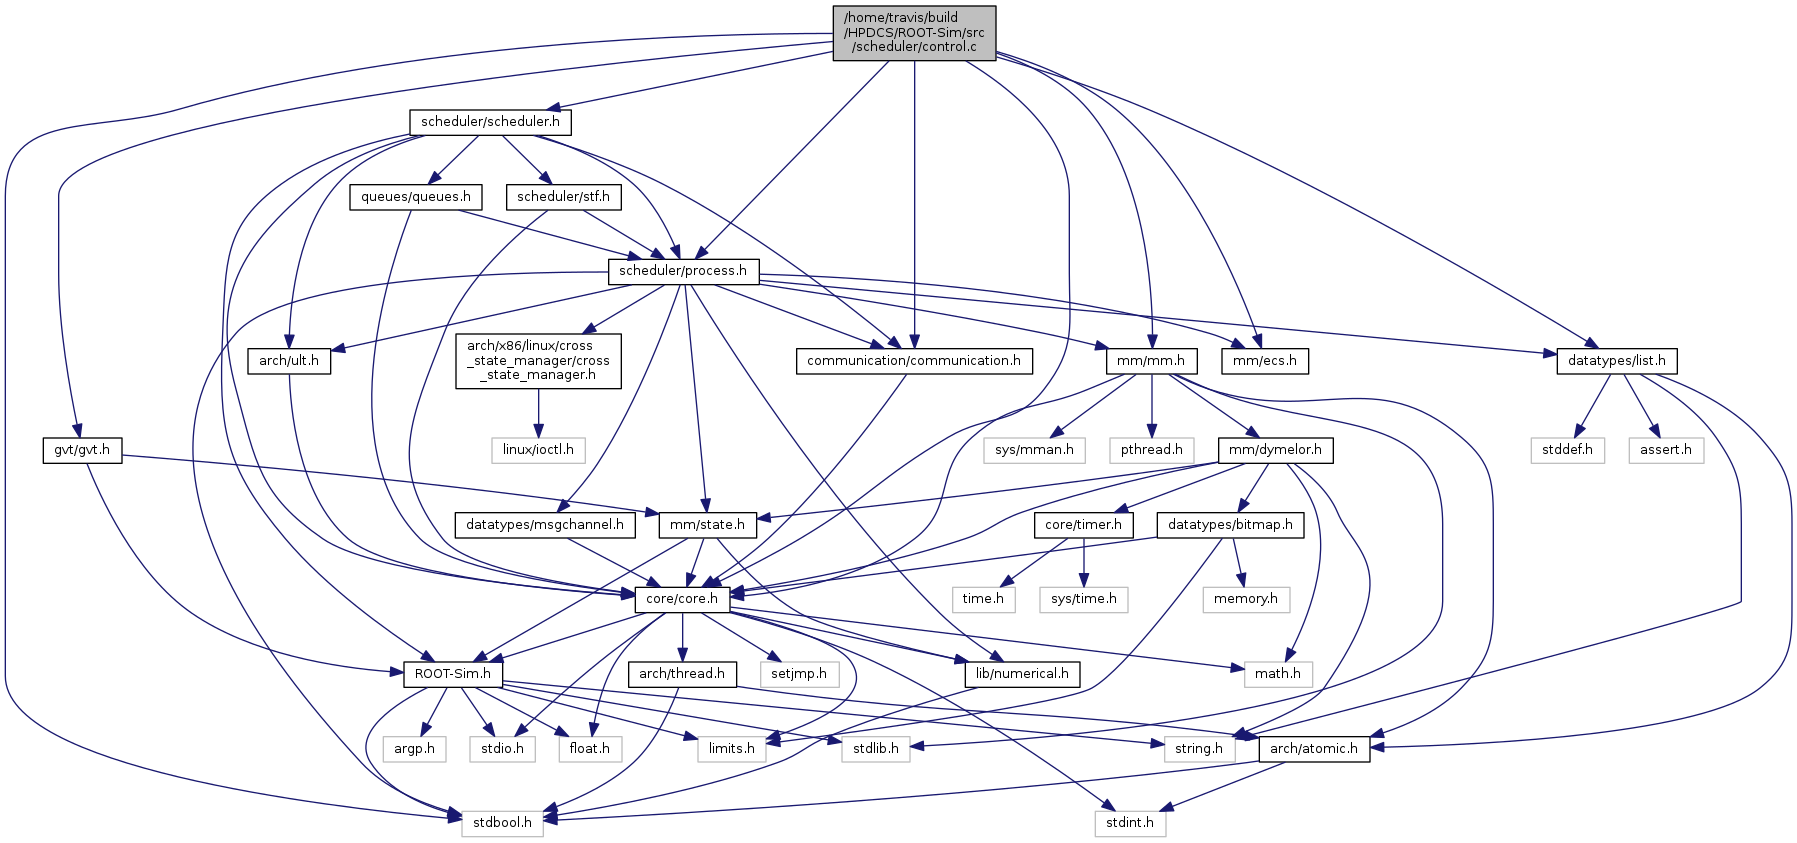 /home/travis/build
/HPDCS/ROOT-Sim/src
/scheduler/control.c
scheduler/scheduler.h
queues/queues.h
scheduler/stf.h
scheduler/process.h
arch/ult.h
arch/x86/linux/cross
_state_manager/cross
_state_manager.h
communication/communication.h
mm/mm.h
mm/ecs.h
datatypes/list.h
gvt/gvt.h
linux/ioctl.h
sys/mman.h
pthread.h
mm/dymelor.h
stddef.h
assert.h
datatypes/msgchannel.h
mm/state.h
core/timer.h
datatypes/bitmap.h
core/core.h
time.h
sys/time.h
memory.h
ROOT-Sim.h
arch/thread.h
setjmp.h
lib/numerical.h
math.h
argp.h
stdio.h
float.h
limits.h
stdlib.h
string.h
arch/atomic.h
stdbool.h
stdint.h